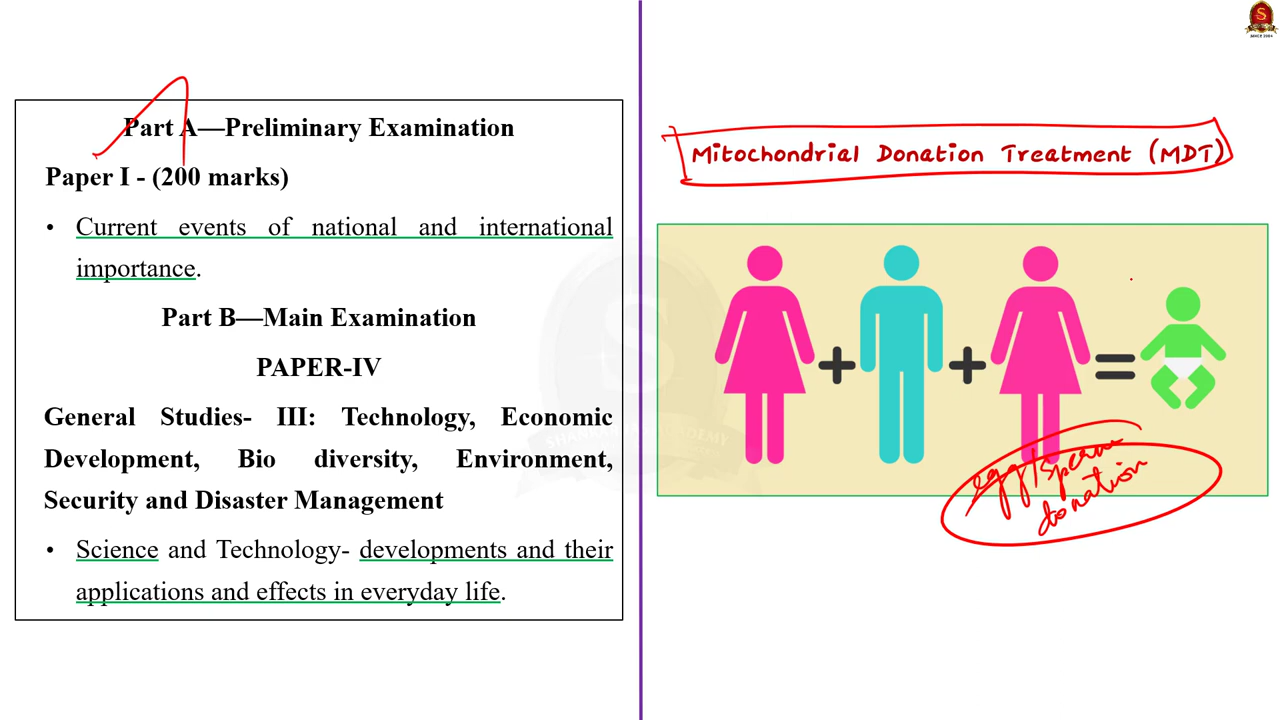 Part A—Preliminary Examination
Paper I - (200 marks)
• Current events of national and international
importance.
Part B—Main Examination
PAPER-IV
General Studies- III: Technology, Economic
Development, Bio diversity, Environment,
Security and Disaster Management
• Science and Technology- developments and their
applications and effects in everyday life.
S
SINCE 2004
Mitochondrial Donation Treatment (MDT)
egg/sperm
donation